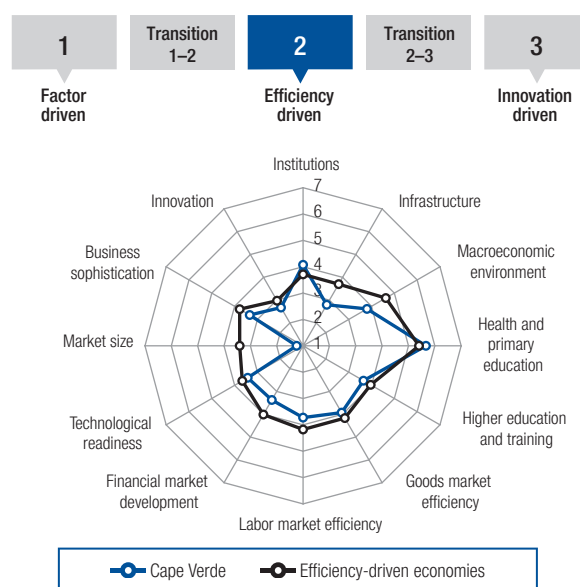 1
Transition
1–2
2
Transition
2–3
3
Factor
driven
Efficiency
driven
Innovation
driven
Institutions
7
Innovation
Infrastructure
6
5
Business
sophistication
Macroeconomic
environment
4
3
2
Market size
1
Health and
primary
education
Technological
readiness
Higher education
and training
Financial market
development
Goods market
efficiency
Labor market efficiency
Cape Verde
Efficiency-driven economies